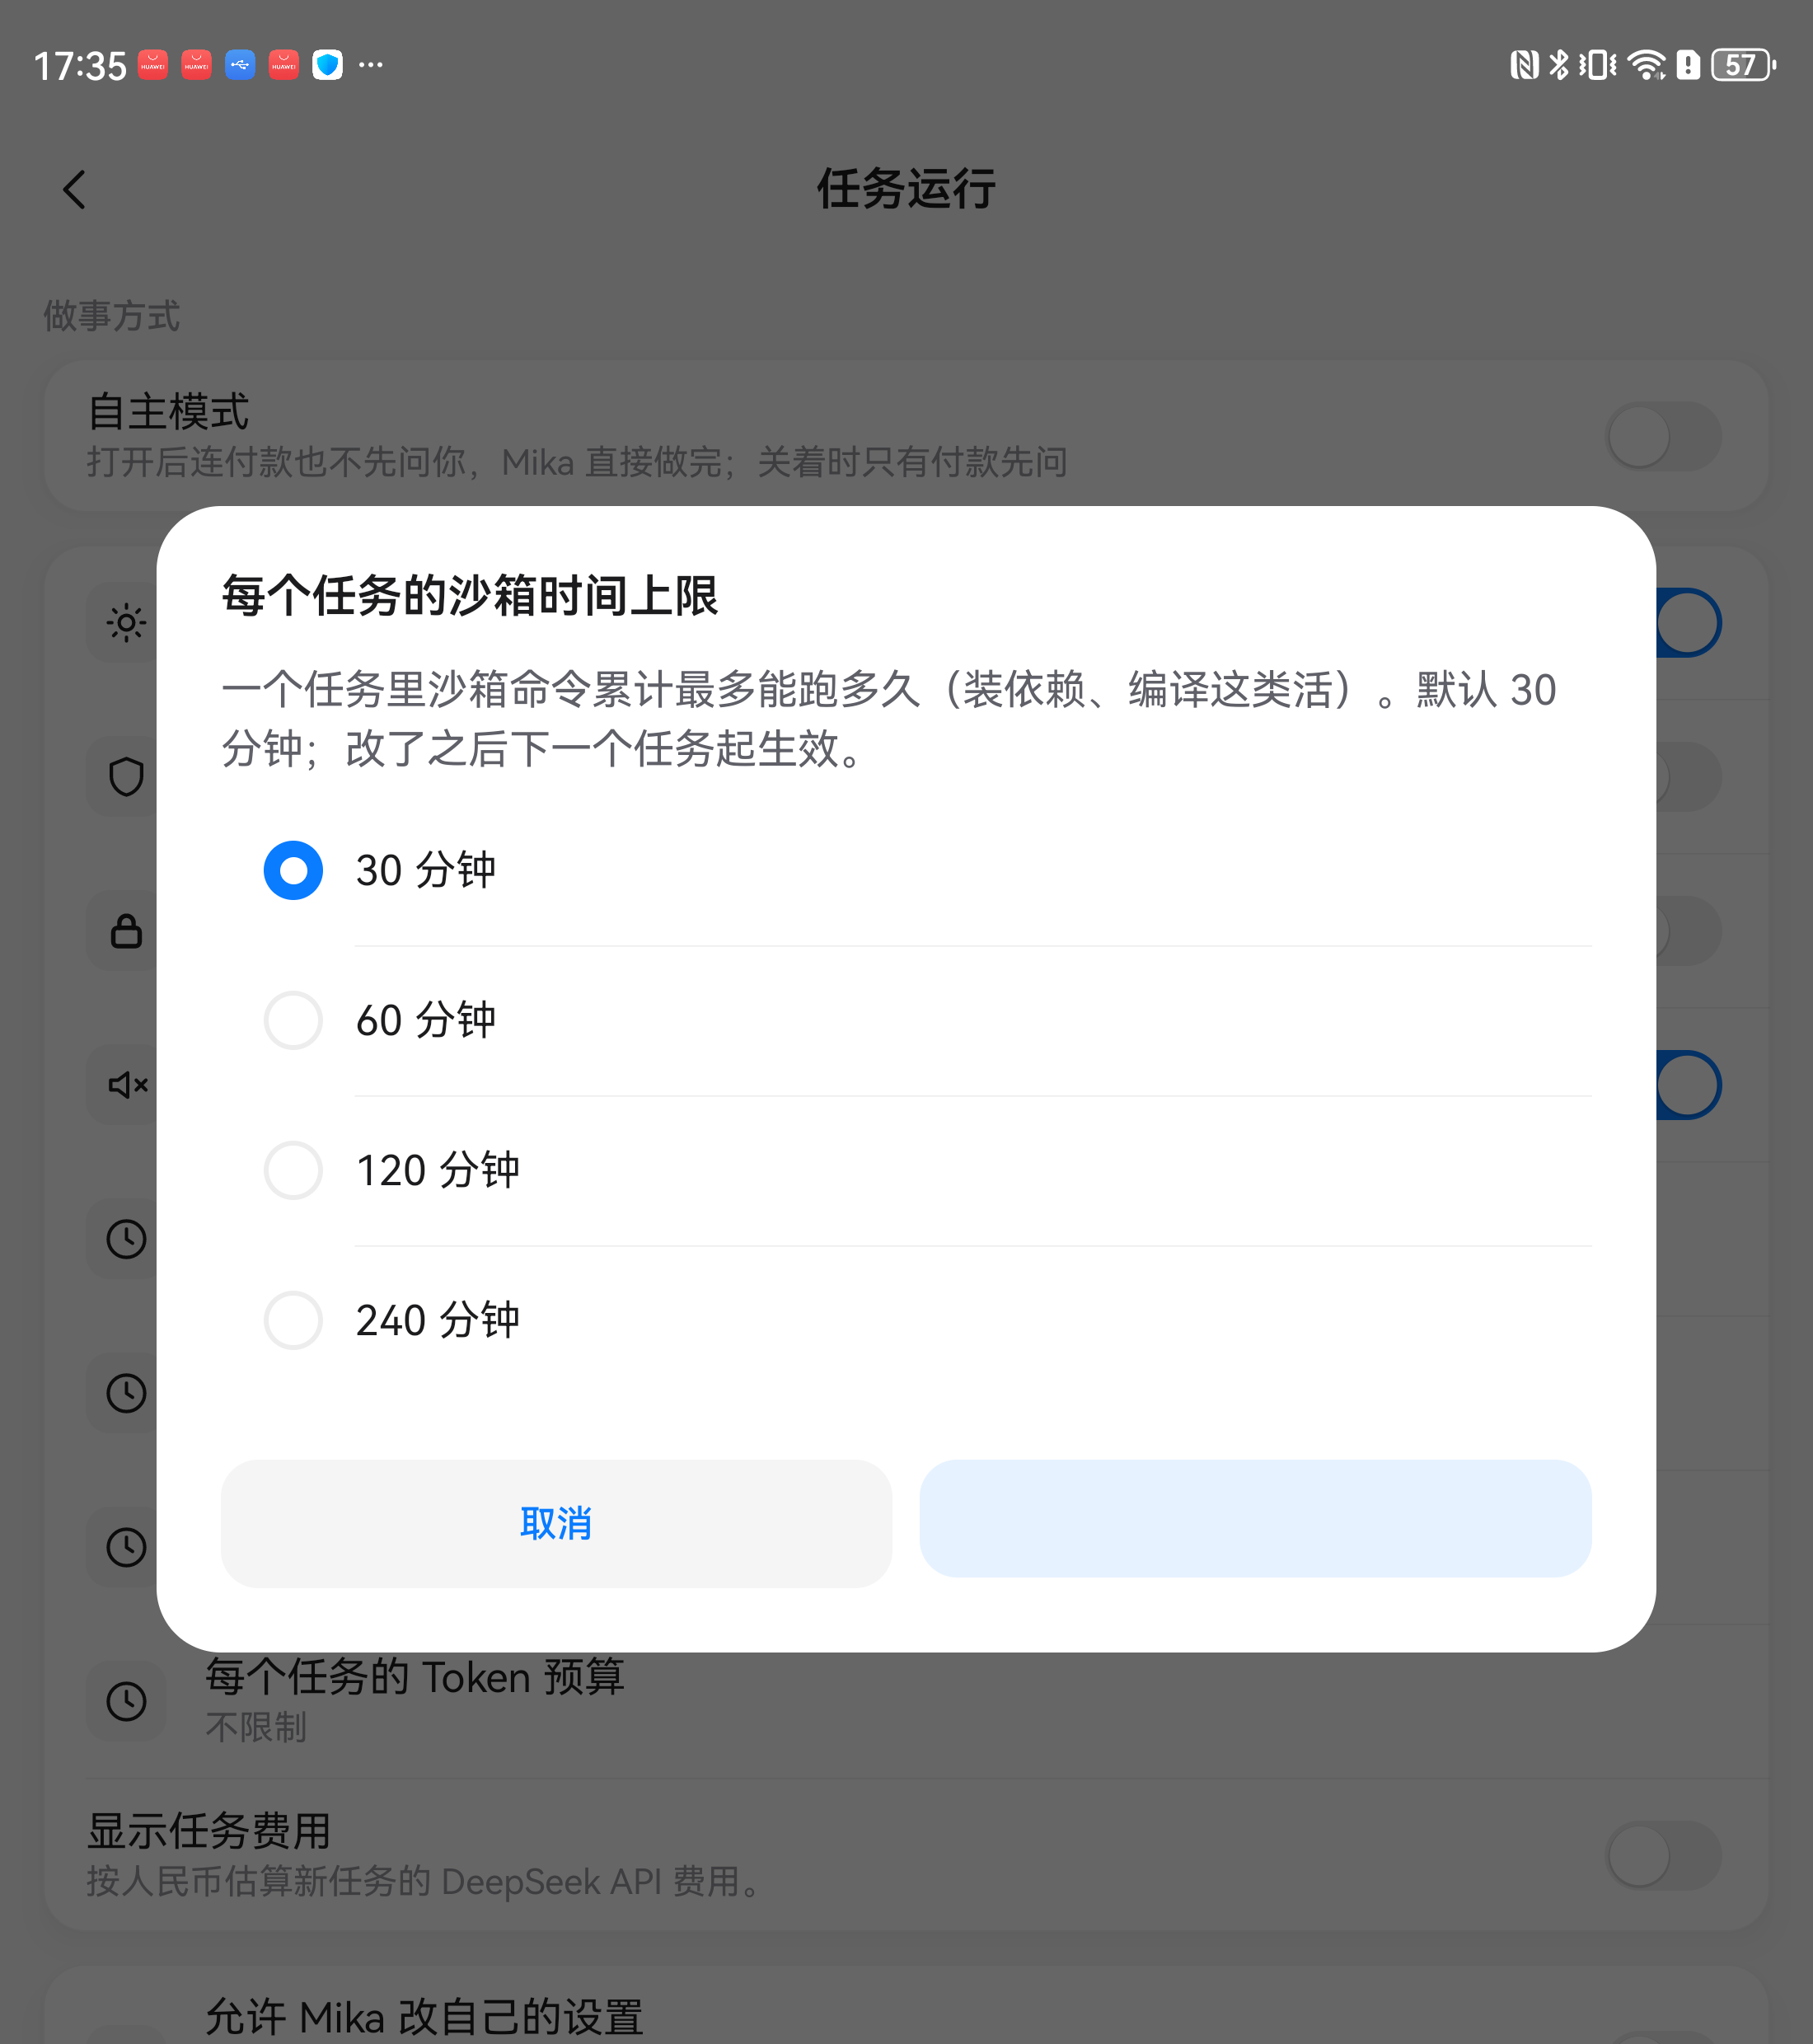 17:35
HUAWEI HUAWEI HUAWEI
57
任务运行
做事方式
自主模式
打开后连付款也不先问你，Mika 直接做完；关着时只有付款先问
每个任务的沙箱时间上限
一个任务里沙箱命令累计最多能跑多久（装依赖、编译这类活）。默认 30
分钟；改了之后下一个任务起生效。
30 分钟
60 分钟
120 分钟
240 分钟
取消
每个任务的 Token 预算
不限制
显示任务费用
按人民币估算新任务的 DeepSeek API 费用。
允许 Mika 改自己的设置